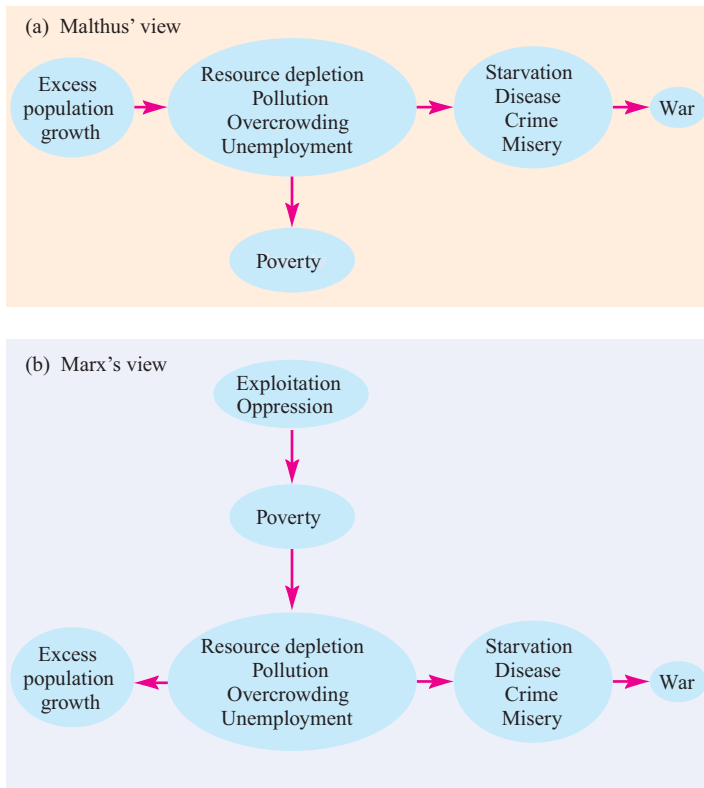 (a) Malthus’ view
Excess
population
growth
Resource depletion
Pollution
Overcrowding
Unemployment
Starvation
Disease
Crime
Misery
War
Poverty
(b) Marx’s view
Exploitation
Oppression
Poverty
Excess
population
growth
Resource depletion
Pollution
Overcrowding
Unemployment
Starvation
Disease
Crime
Misery
War